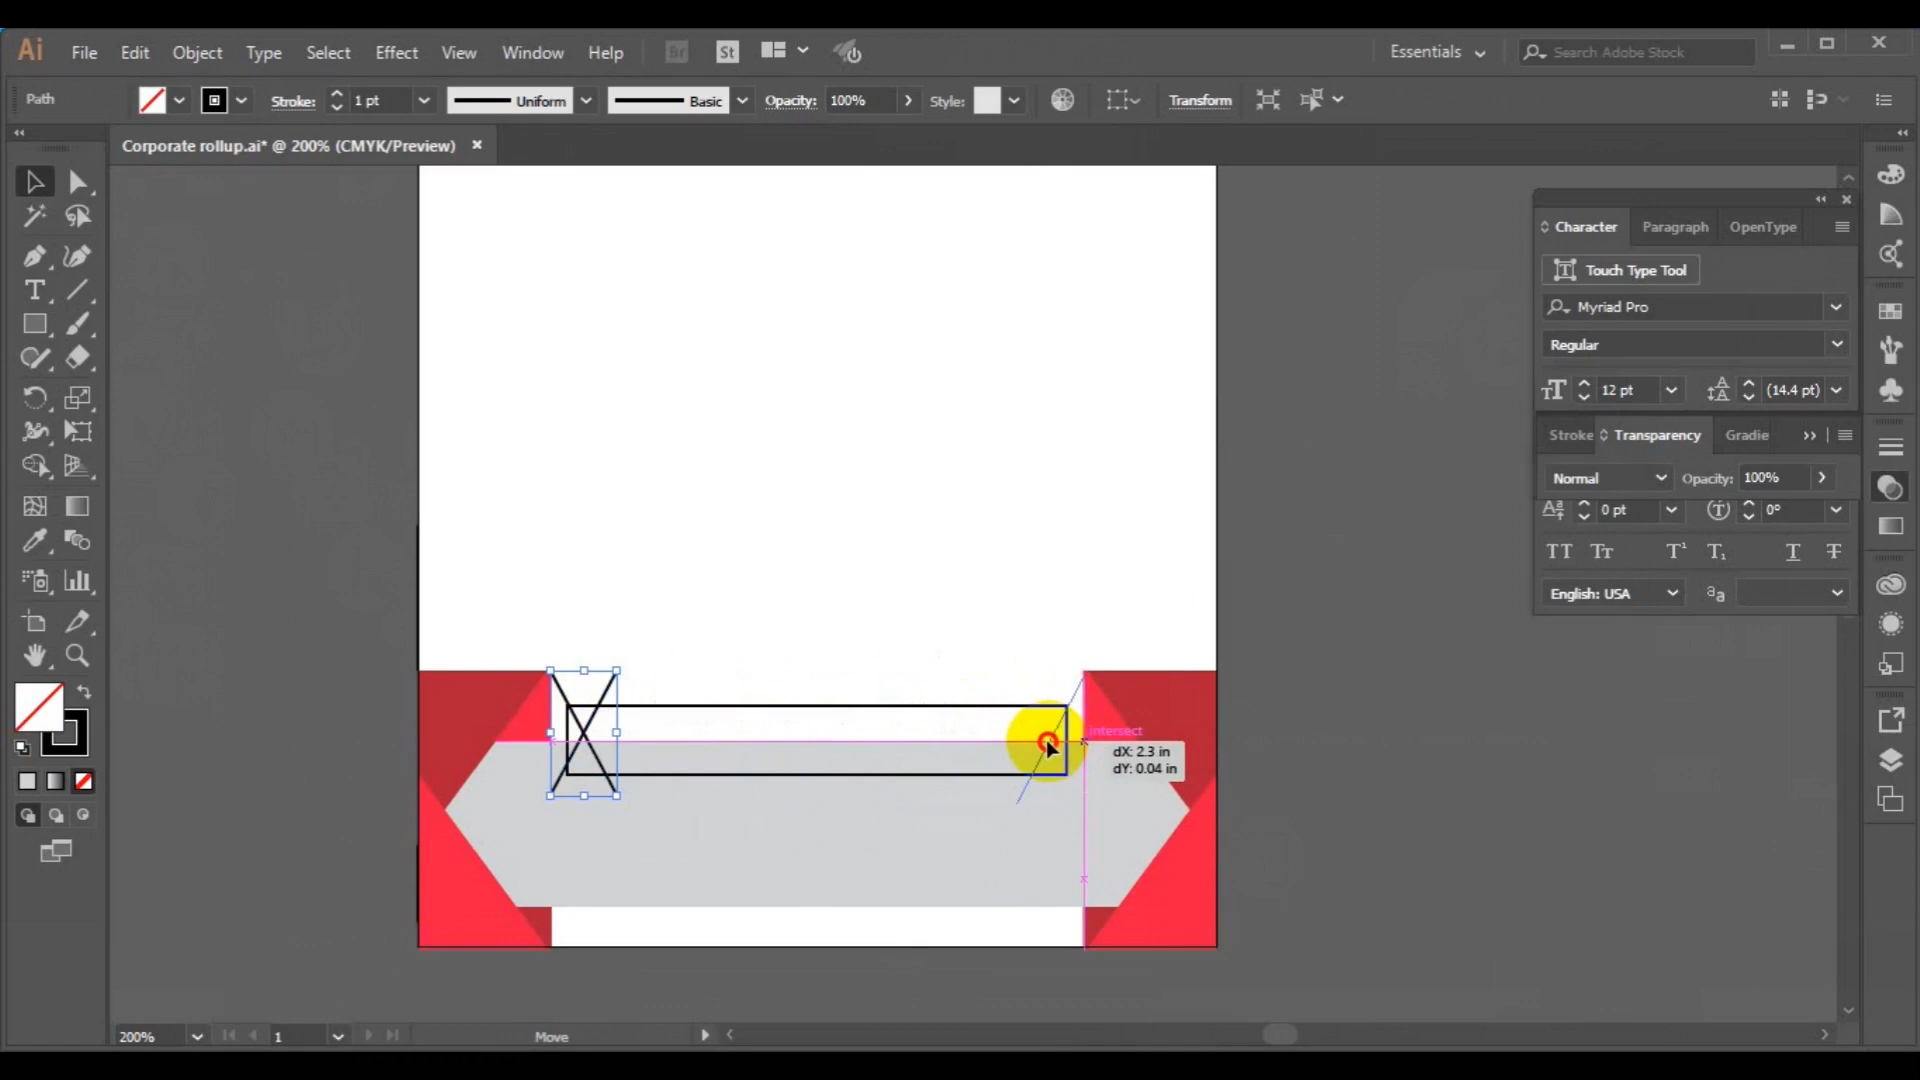 Ai File Edit Object Type Select Effect View Window Help Br St Essentials Search Adobe Stock
Path Stroke: 1 pt Uniform Basic Opacity: 100% Style: Transform
Corporate rollup.ai* @ 200% (CMYK/Preview)
Character Paragraph OpenType
Touch Type Tool
Myriad Pro
Regular
12 pt (14.4 pt)
Stroke Transparency Gradie
Normal Opacity: 100%
0 pt 0°
English: USA
intersect
dX: 2.3 in
dY: 0.04 in
200% 1 Move